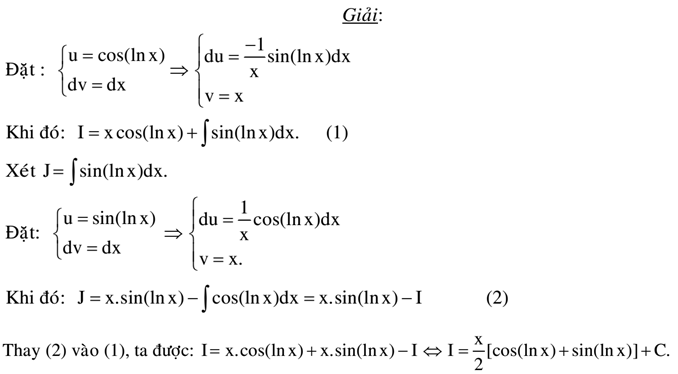 Giải:
Đặt : { u = cos(ln x) dv = dx ⇒ { du = −1/x sin(ln x)dx v = x
Khi đó: I = x cos(ln x) + ∫sin(ln x)dx. (1)
Xét J = ∫sin(ln x)dx.
Đặt: { u = sin(ln x) dv = dx ⇒ { du = 1/x cos(ln x)dx v = x.
Khi đó: J = x.sin(ln x) − ∫cos(ln x)dx = x.sin(ln x) − I (2)
Thay (2) vào (1), ta được: I = x.cos(ln x) + x.sin(ln x) − I ⇔ I = x/2 [cos(ln x) + sin(ln x)] + C.